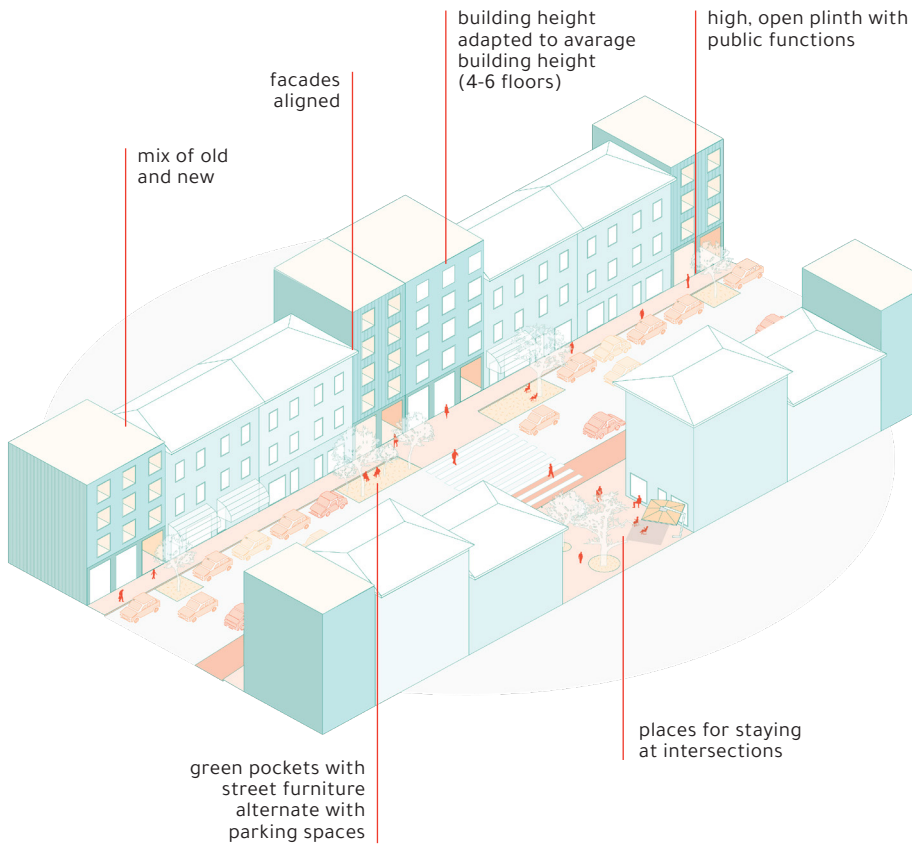 building height
adapted to avarage
building height
(4-6 floors)
high, open plinth with
public functions
facades
aligned
mix of old
and new
places for staying
at intersections
green pockets with
street furniture
alternate with
parking spaces